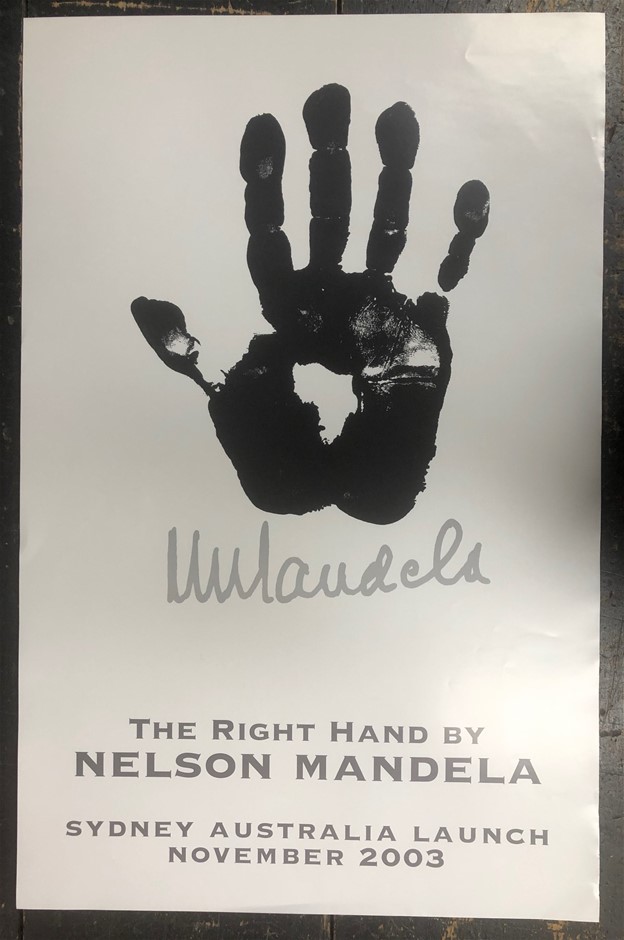 Mandela
THE RIGHT HAND BY
NELSON MANDELA
SYDNEY AUSTRALIA LAUNCH
NOVEMBER 2003